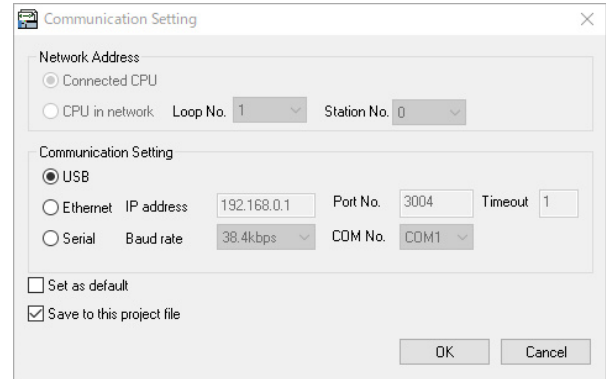 Communication Setting
Network Address
Connected CPU
CPU in network Loop No. 1 Station No. 0
Communication Setting
USB
Ethernet IP address 192.168.0.1 Port No. 3004 Timeout 1
Serial Baud rate 38.4kbps COM No. COM1
Set as default
Save to this project file
OK Cancel